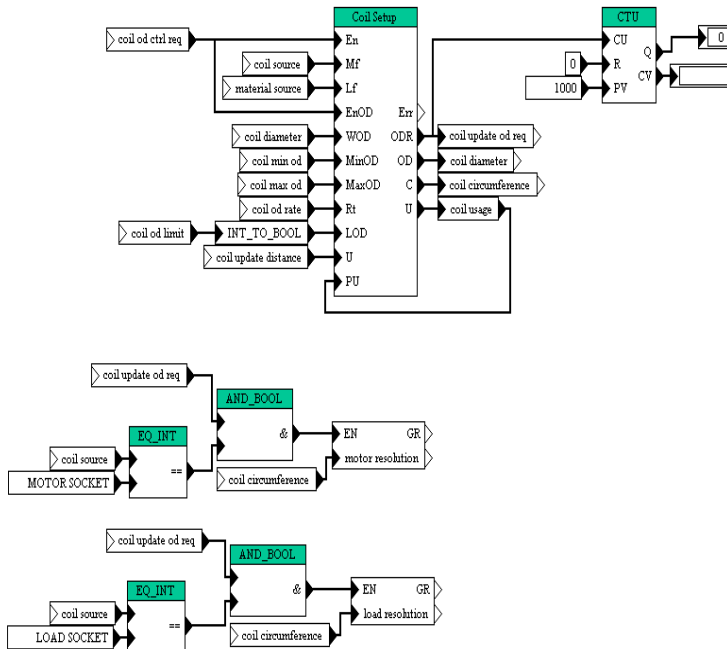 Coil Setup
CTU
coil od ctrl req
En
CU
Q
0
coil source
Mf
0
R
CV
material source
Lf
1000
PV
EnOD
Err
coil diameter
WOD
ODR
coil update od req
coil min od
MinOD
OD
coil diameter
coil max od
MaxOD
C
coil circumference
coil od rate
Rt
U
coil usage
coil od limit
INT_TO_BOOL
LOD
coil update distance
U
PU
coil update od req
AND_BOOL
EQ_INT
&
EN
GR
coil source
motor resolution
==
coil circumference
MOTOR SOCKET
coil update od req
AND_BOOL
EQ_INT
&
EN
GR
coil source
load resolution
==
coil circumference
LOAD SOCKET